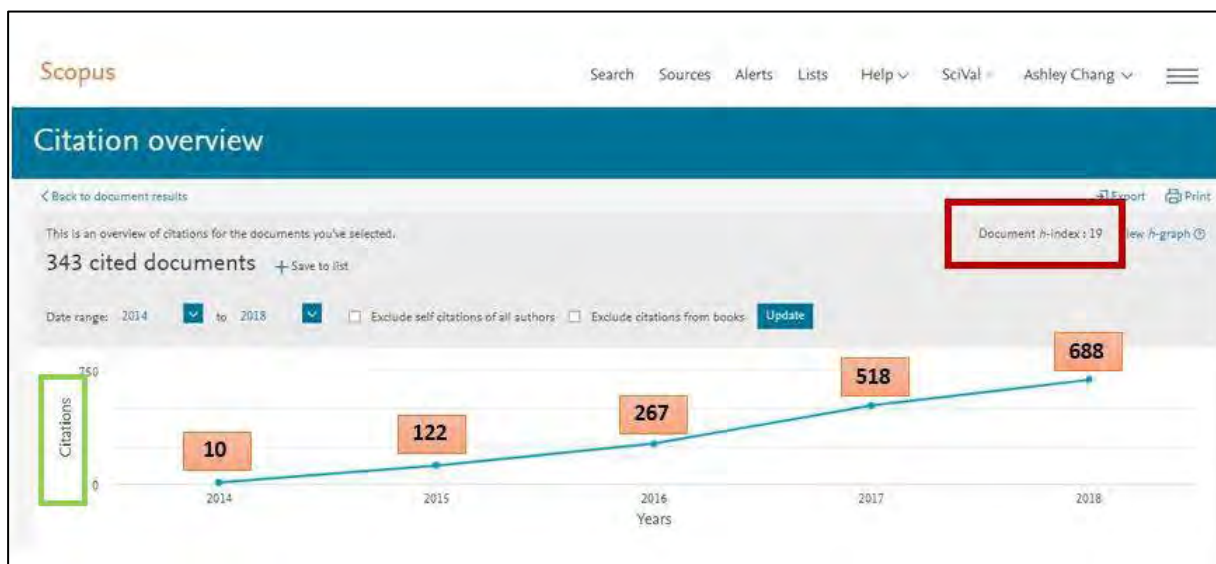 Scopus
Search Sources Alerts Lists Help SciVal Ashley Chang
Citation overview
Back to document results
Export Print
This is an overview of citations for the documents you've selected.
Document h-index : 19 View h-graph
343 cited documents + Save to list
Date range: 2014 to 2018 Exclude self citations of all authors Exclude citations from books Update
750
0
Citations
10
122
267
518
688
2014 2015 2016 2017 2018
Years